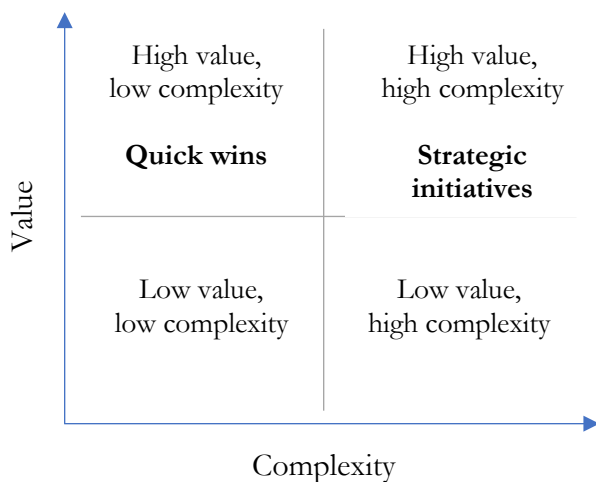 High value,
low complexity
Quick wins
High value,
high complexity
Strategic
initiatives
Value
Low value,
low complexity
Low value,
high complexity
Complexity